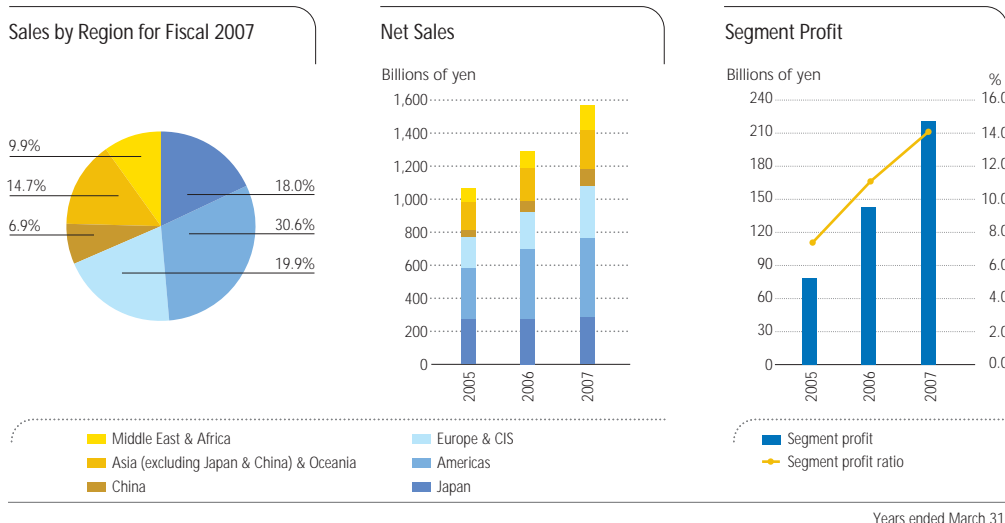 Sales by Region for Fiscal 2007
9.9%
14.7%
6.9%
18.0%
30.6%
19.9%
Net Sales
Billions of yen
1,600
1,400
1,200
1,000
800
600
400
200
0
2005
2006
2007
Segment Profit
Billions of yen
%
240
210
180
150
120
90
60
30
0
16.0
14.0
12.0
10.0
8.0
6.0
4.0
2.0
0.0
2005
2006
2007
Middle East & Africa
Asia (excluding Japan & China) & Oceania
China
Europe & CIS
Americas
Japan
Segment profit
Segment profit ratio
Years ended March 31